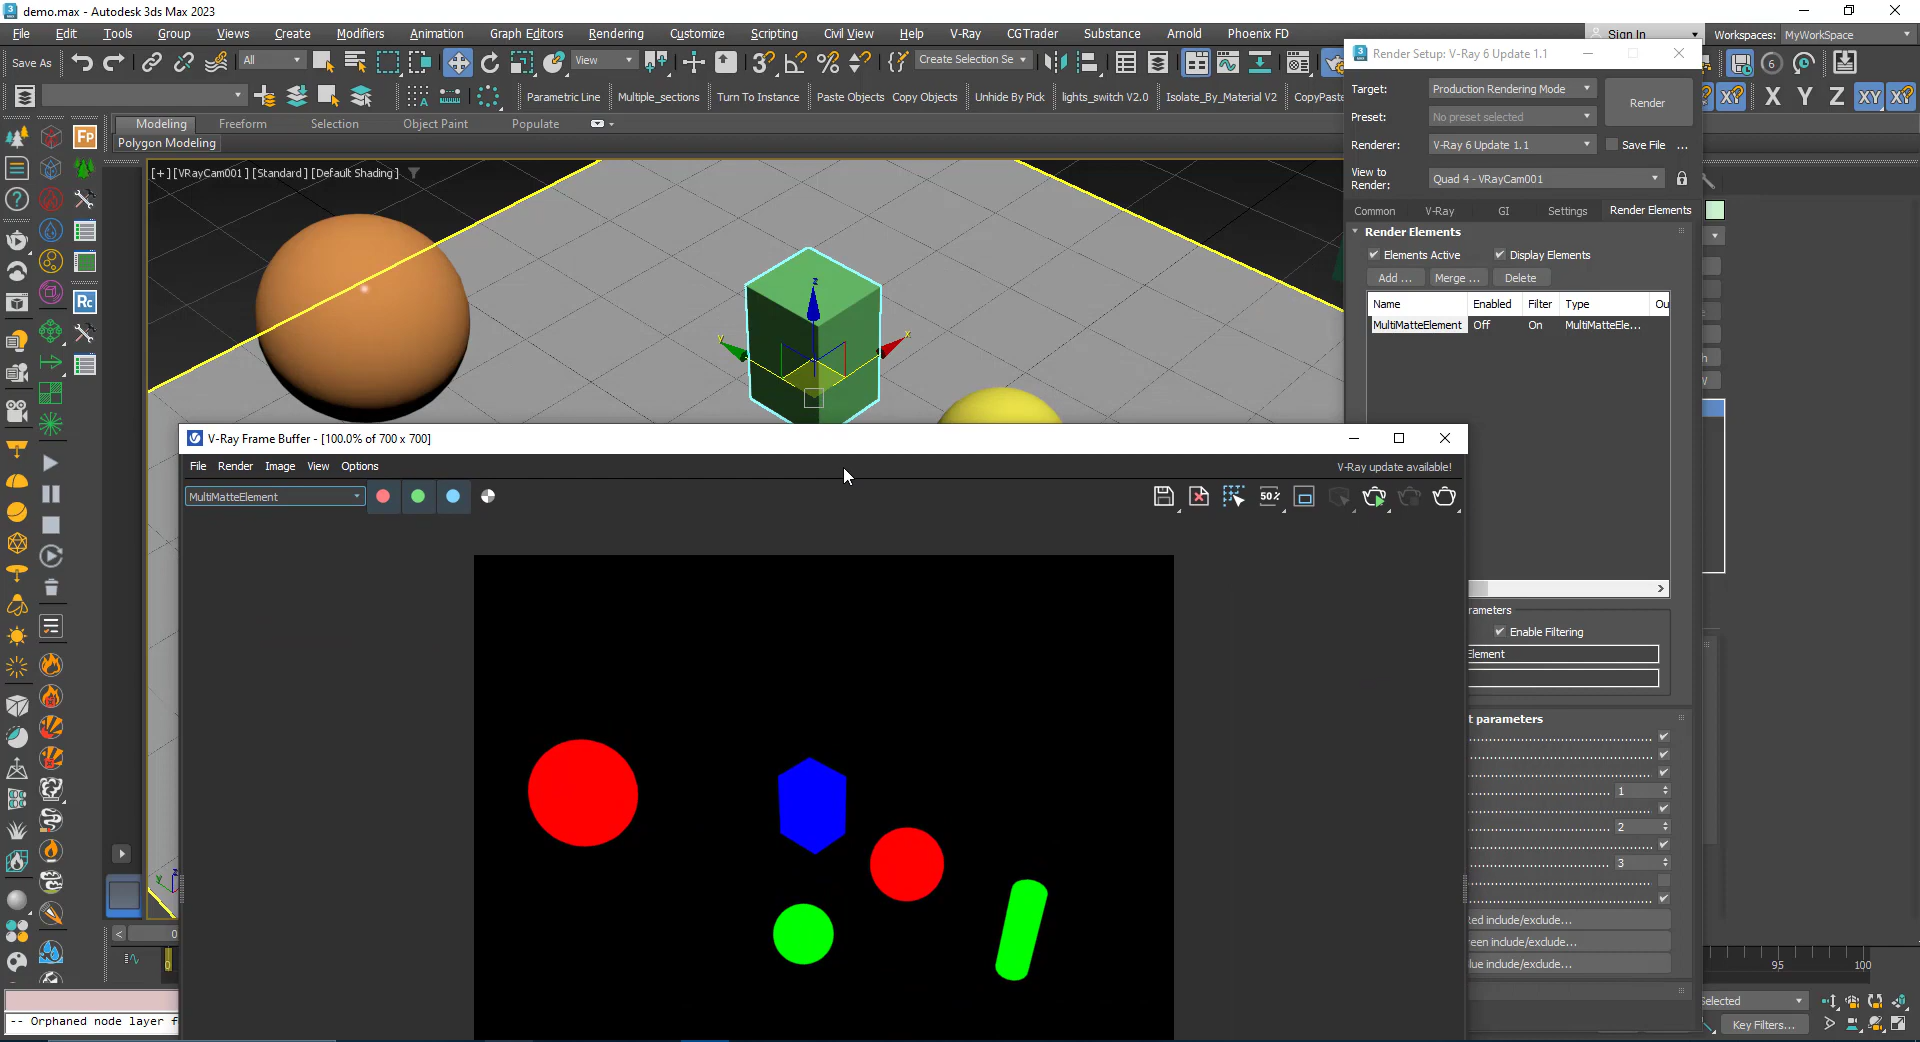 demo.max - Autodesk 3ds Max 2023
File Edit Tools Group Views Create Modifiers Animation Graph Editors Rendering Customize Scripting Civil View Help V-Ray CGTrader Substance Arnold Phoenix FD
Sign In
Workspaces: MyWorkSpace
Save As
All
View
Create Selection Se
Parametric Line Multiple_sections Turn To Instance Paste Objects Copy Objects Unhide By Pick lights_switch V2.0 Isolate_By_Material V2 CopyPaste
X Y Z XY
Modeling Freeform Selection Object Paint Populate
Polygon Modeling
[+] [VRayCam001] [Standard] [Default Shading]
Render Setup: V-Ray 6 Update 1.1
Target: Production Rendering Mode
Render
Preset: No preset selected
Renderer: V-Ray 6 Update 1.1
Save File ...
View to Render: Quad 4 - VRayCam001
Common V-Ray GI Settings Render Elements
Render Elements
Elements Active Display Elements
Add ... Merge ... Delete
Name Enabled Filter Type Ou
MultiMatteElement Off On MultiMatteEle...
V-Ray Frame Buffer - [100.0% of 700 x 700]
File Render Image View Options
V-Ray update available!
MultiMatteElement
50%
rameters
Enable Filtering
Element
t parameters
1
2
3
Red include/exclude...
reen include/exclude...
lue include/exclude...
Fp
Rc
x
y
z
0
95 100
Selected
Key Filters...
-- Orphaned node layer f